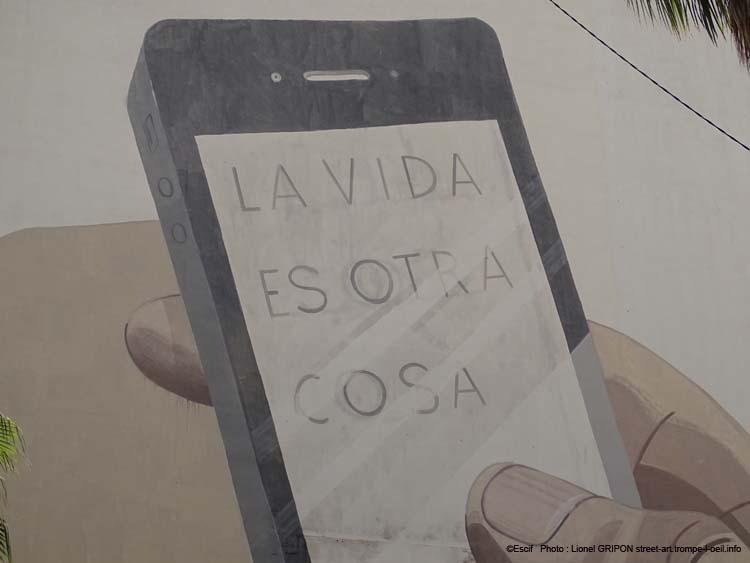 LA VIDA
ES OTRA
COSA
©Escif Photo : Lionel GRIPON street-art.trompe-l-oeil.info